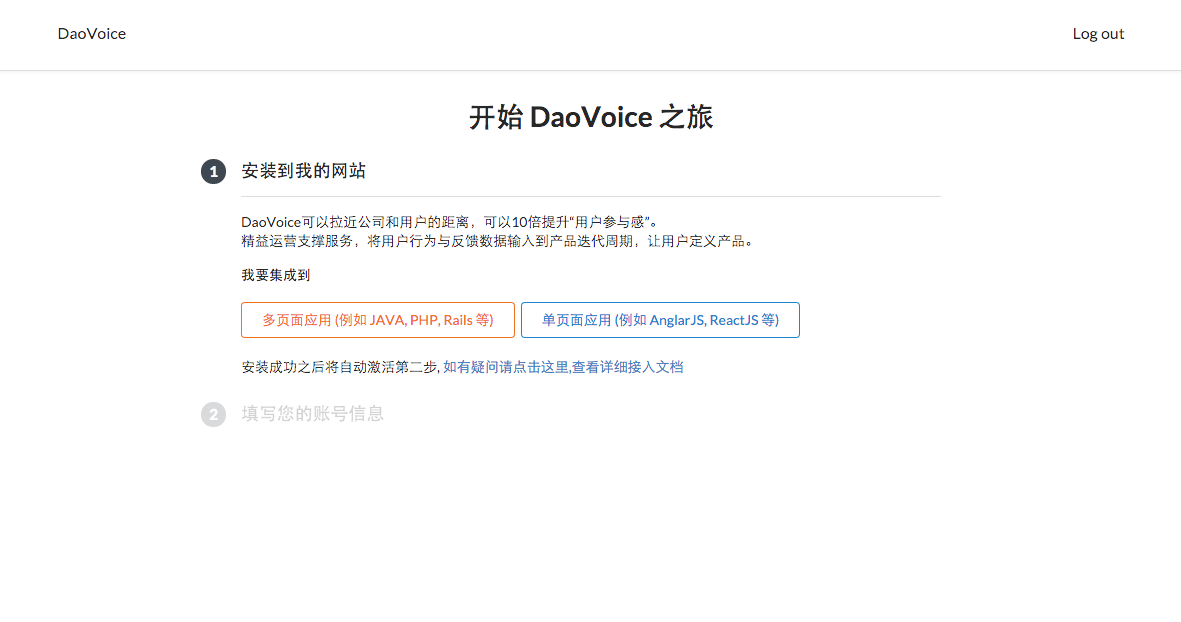 DaoVoice
Log out
开始 DaoVoice 之旅
1 安装到我的网站
DaoVoice可以拉近公司和用户的距离，可以10倍提升“用户参与感”。
精益运营支撑服务，将用户行为与反馈数据输入到产品迭代周期，让用户定义产品。
我要集成到
多页面应用 (例如 JAVA, PHP, Rails 等)
单页面应用 (例如 AnglarJS, ReactJS 等)
安装成功之后将自动激活第二步, 如有疑问请点击这里,查看详细接入文档
2 填写您的账号信息